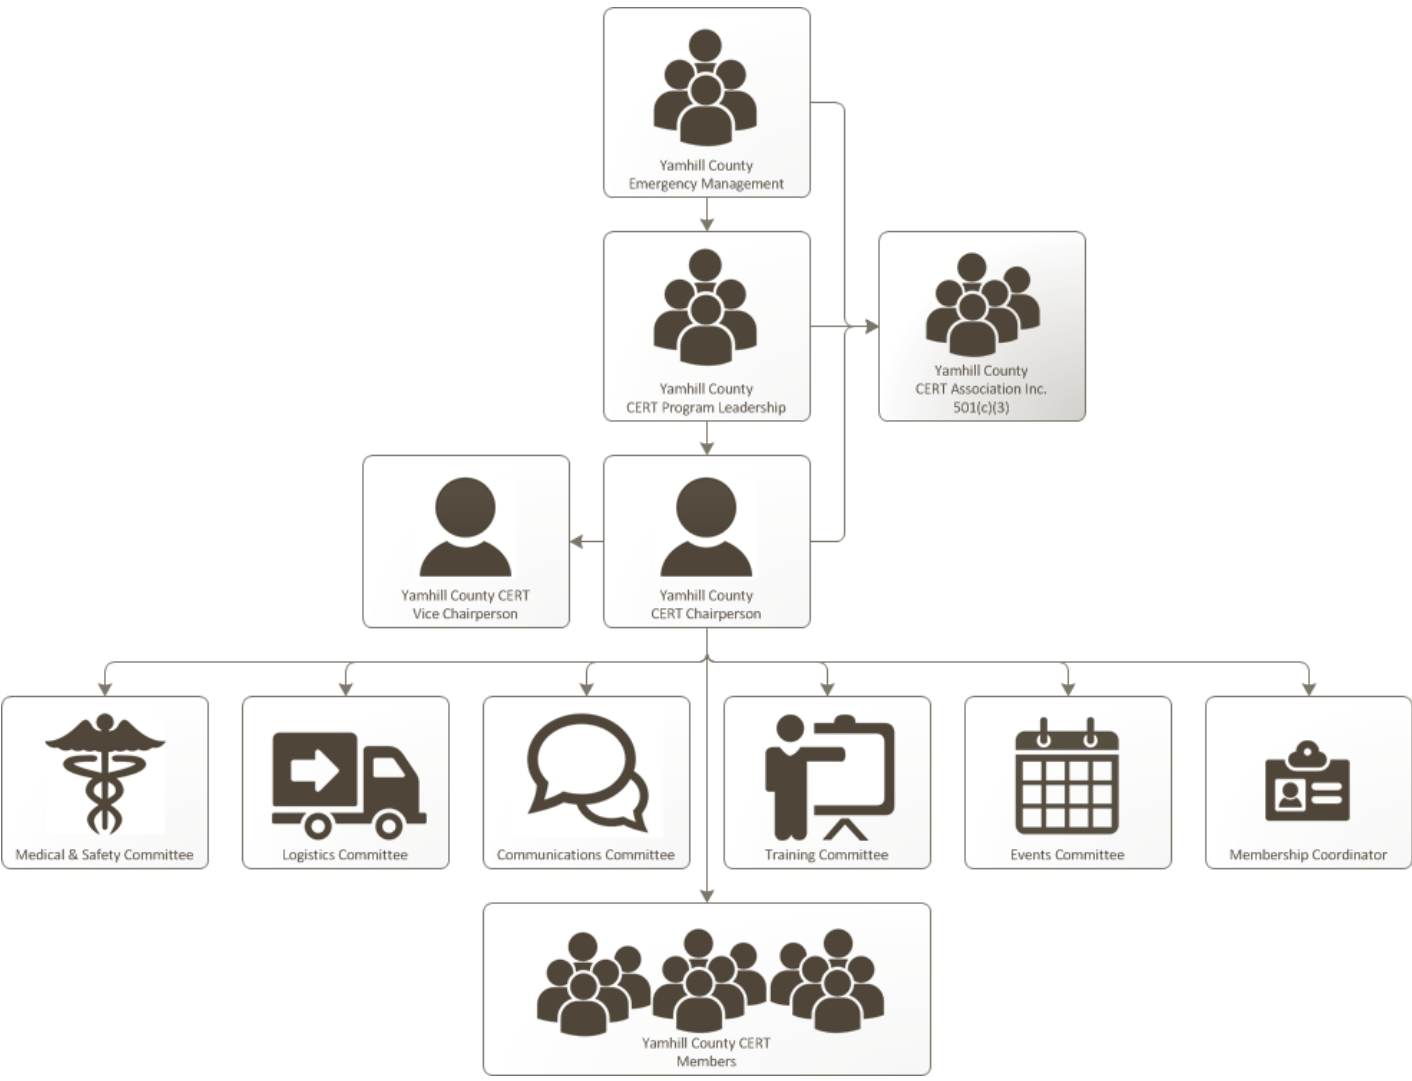 Yamhill County
Emergency Management
Yamhill County
CERT Program Leadership
Yamhill County
CERT Association Inc.
501(c)(3)
Yamhill County CERT
Vice Chairperson
Yamhill County
CERT Chairperson
Medical & Safety Committee
Logistics Committee
Communications Committee
Training Committee
Events Committee
Membership Coordinator
Yamhill County CERT
Members